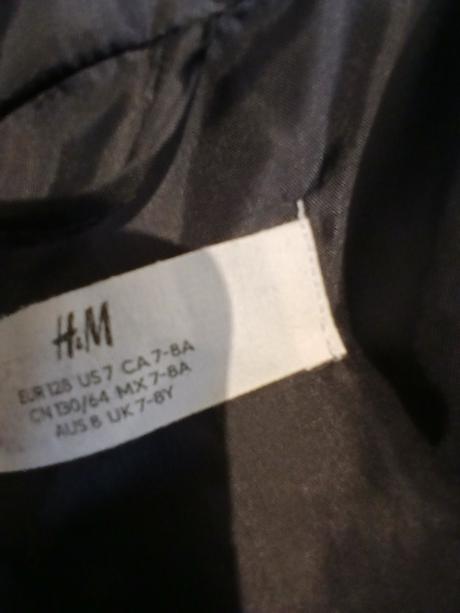 H&M
EUR 128 US 7 CA 7-8A
CN 130/64 MX 7-8A
AUS 8 UK 7-8Y